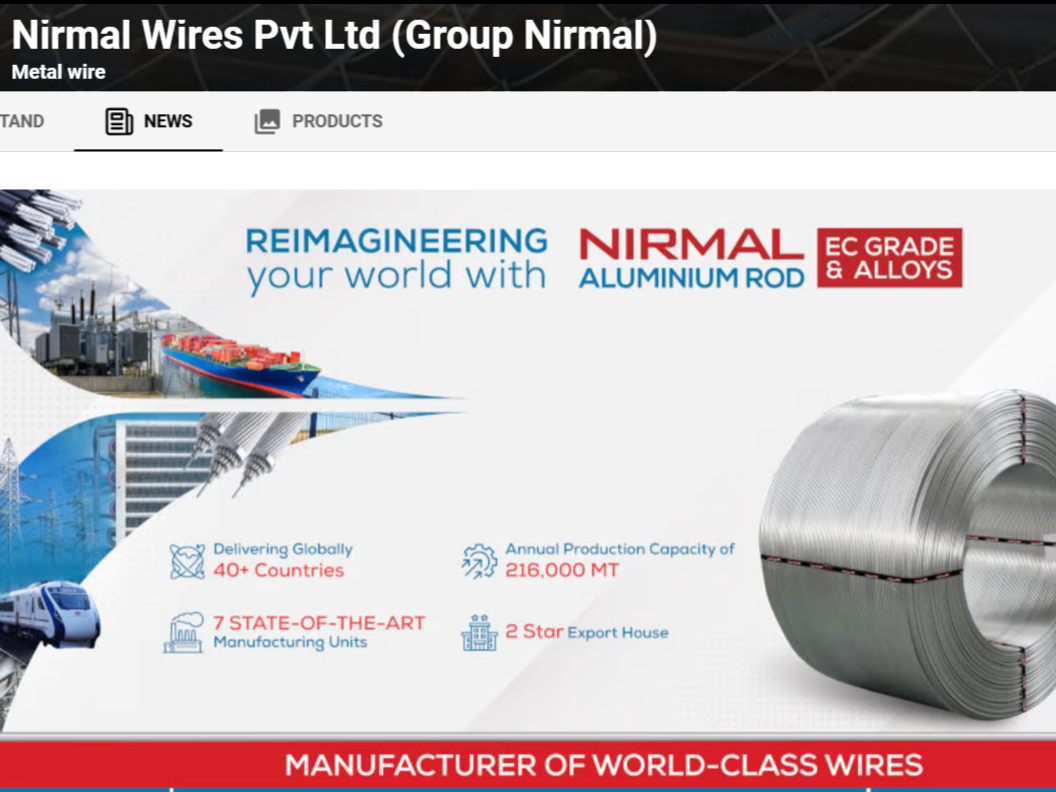 Nirmal Wires Pvt Ltd (Group Nirmal)
Metal wire
TAND
NEWS
PRODUCTS
REIMAGINEERING
your world with
NIRMAL
ALUMINIUM ROD
EC GRADE
& ALLOYS
Delivering Globally
40+ Countries
Annual Production Capacity of
216,000 MT
7 STATE-OF-THE-ART
Manufacturing Units
2 Star Export House
MANUFACTURER OF WORLD-CLASS WIRES